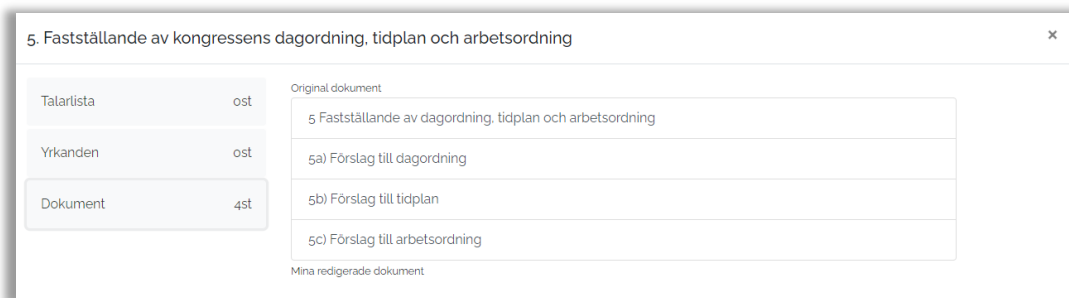 5. Fastställande av kongressens dagordning, tidplan och arbetsordning ×
Talarlista 0st
Yrkanden 0st
Dokument 4st
Original dokument
5 Fastställande av dagordning, tidplan och arbetsordning
5a) Förslag till dagordning
5b) Förslag till tidplan
5c) Förslag till arbetsordning
Mina redigerade dokument